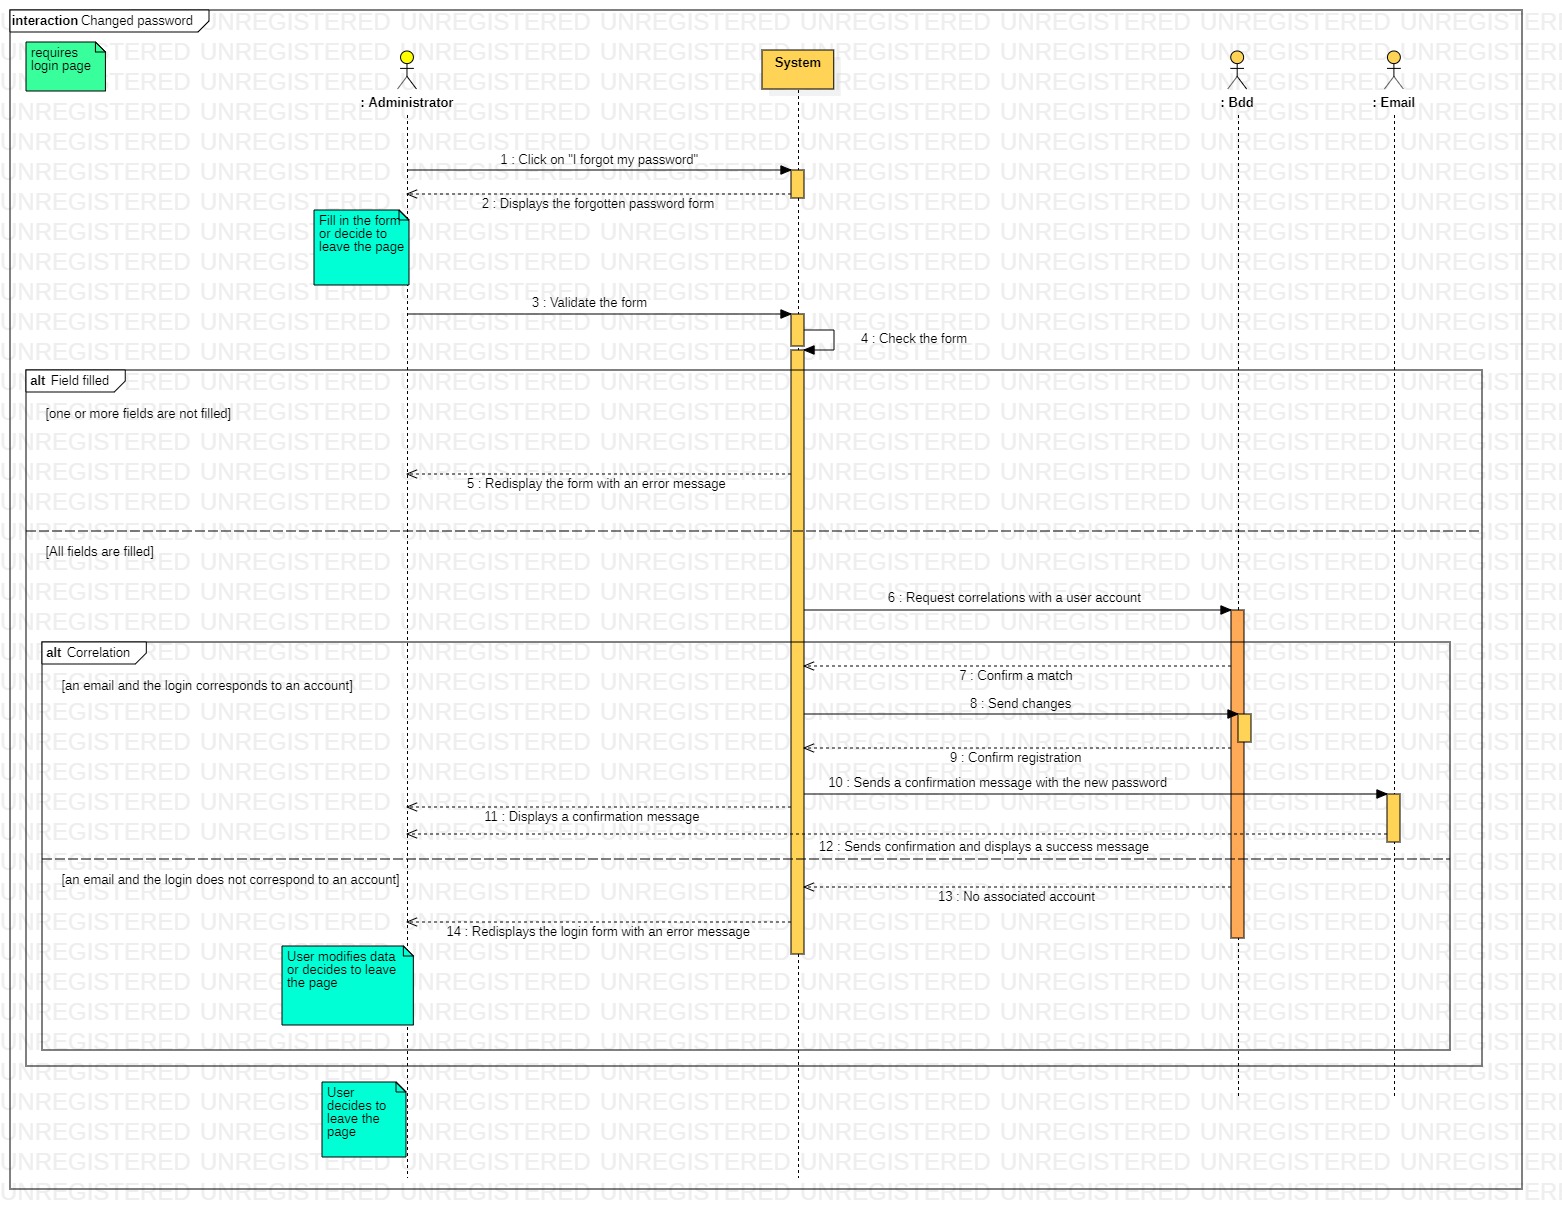 interaction Changed password
requires
login page
: Administrator
System
: Bdd
: Email
1 : Click on "I forgot my password"
2 : Displays the forgotten password form
Fill in the form
or decide to
leave the page
3 : Validate the form
4 : Check the form
alt Field filled
[one or more fields are not filled]
5 : Redisplay the form with an error message
[All fields are filled]
6 : Request correlations with a user account
alt Correlation
[an email and the login corresponds to an account]
7 : Confirm a match
8 : Send changes
9 : Confirm registration
10 : Sends a confirmation message with the new password
11 : Displays a confirmation message
12 : Sends confirmation and displays a success message
[an email and the login does not correspond to an account]
13 : No associated account
14 : Redisplays the login form with an error message
User modifies data
or decides to leave
the page
User
decides to
leave the
page
UNREGISTERED